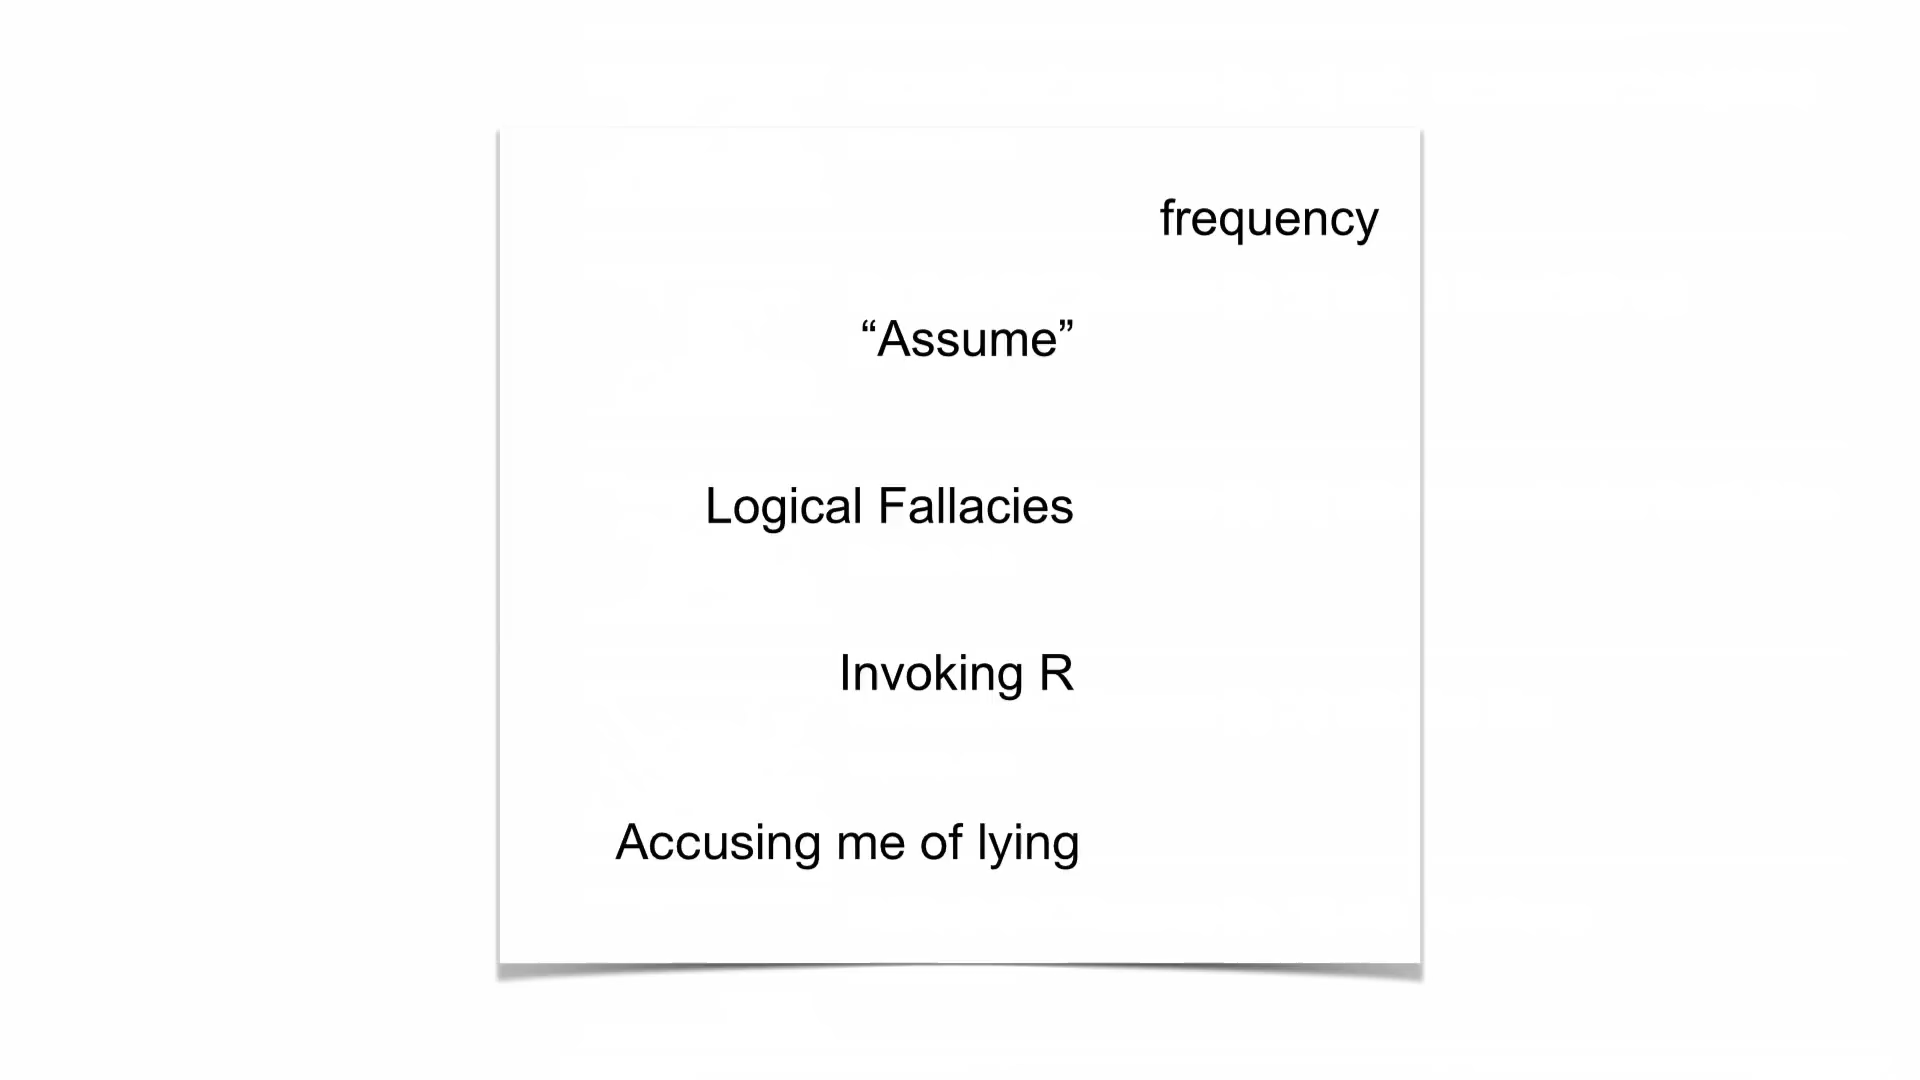 frequency
“Assume”
Logical Fallacies
Invoking R
Accusing me of lying